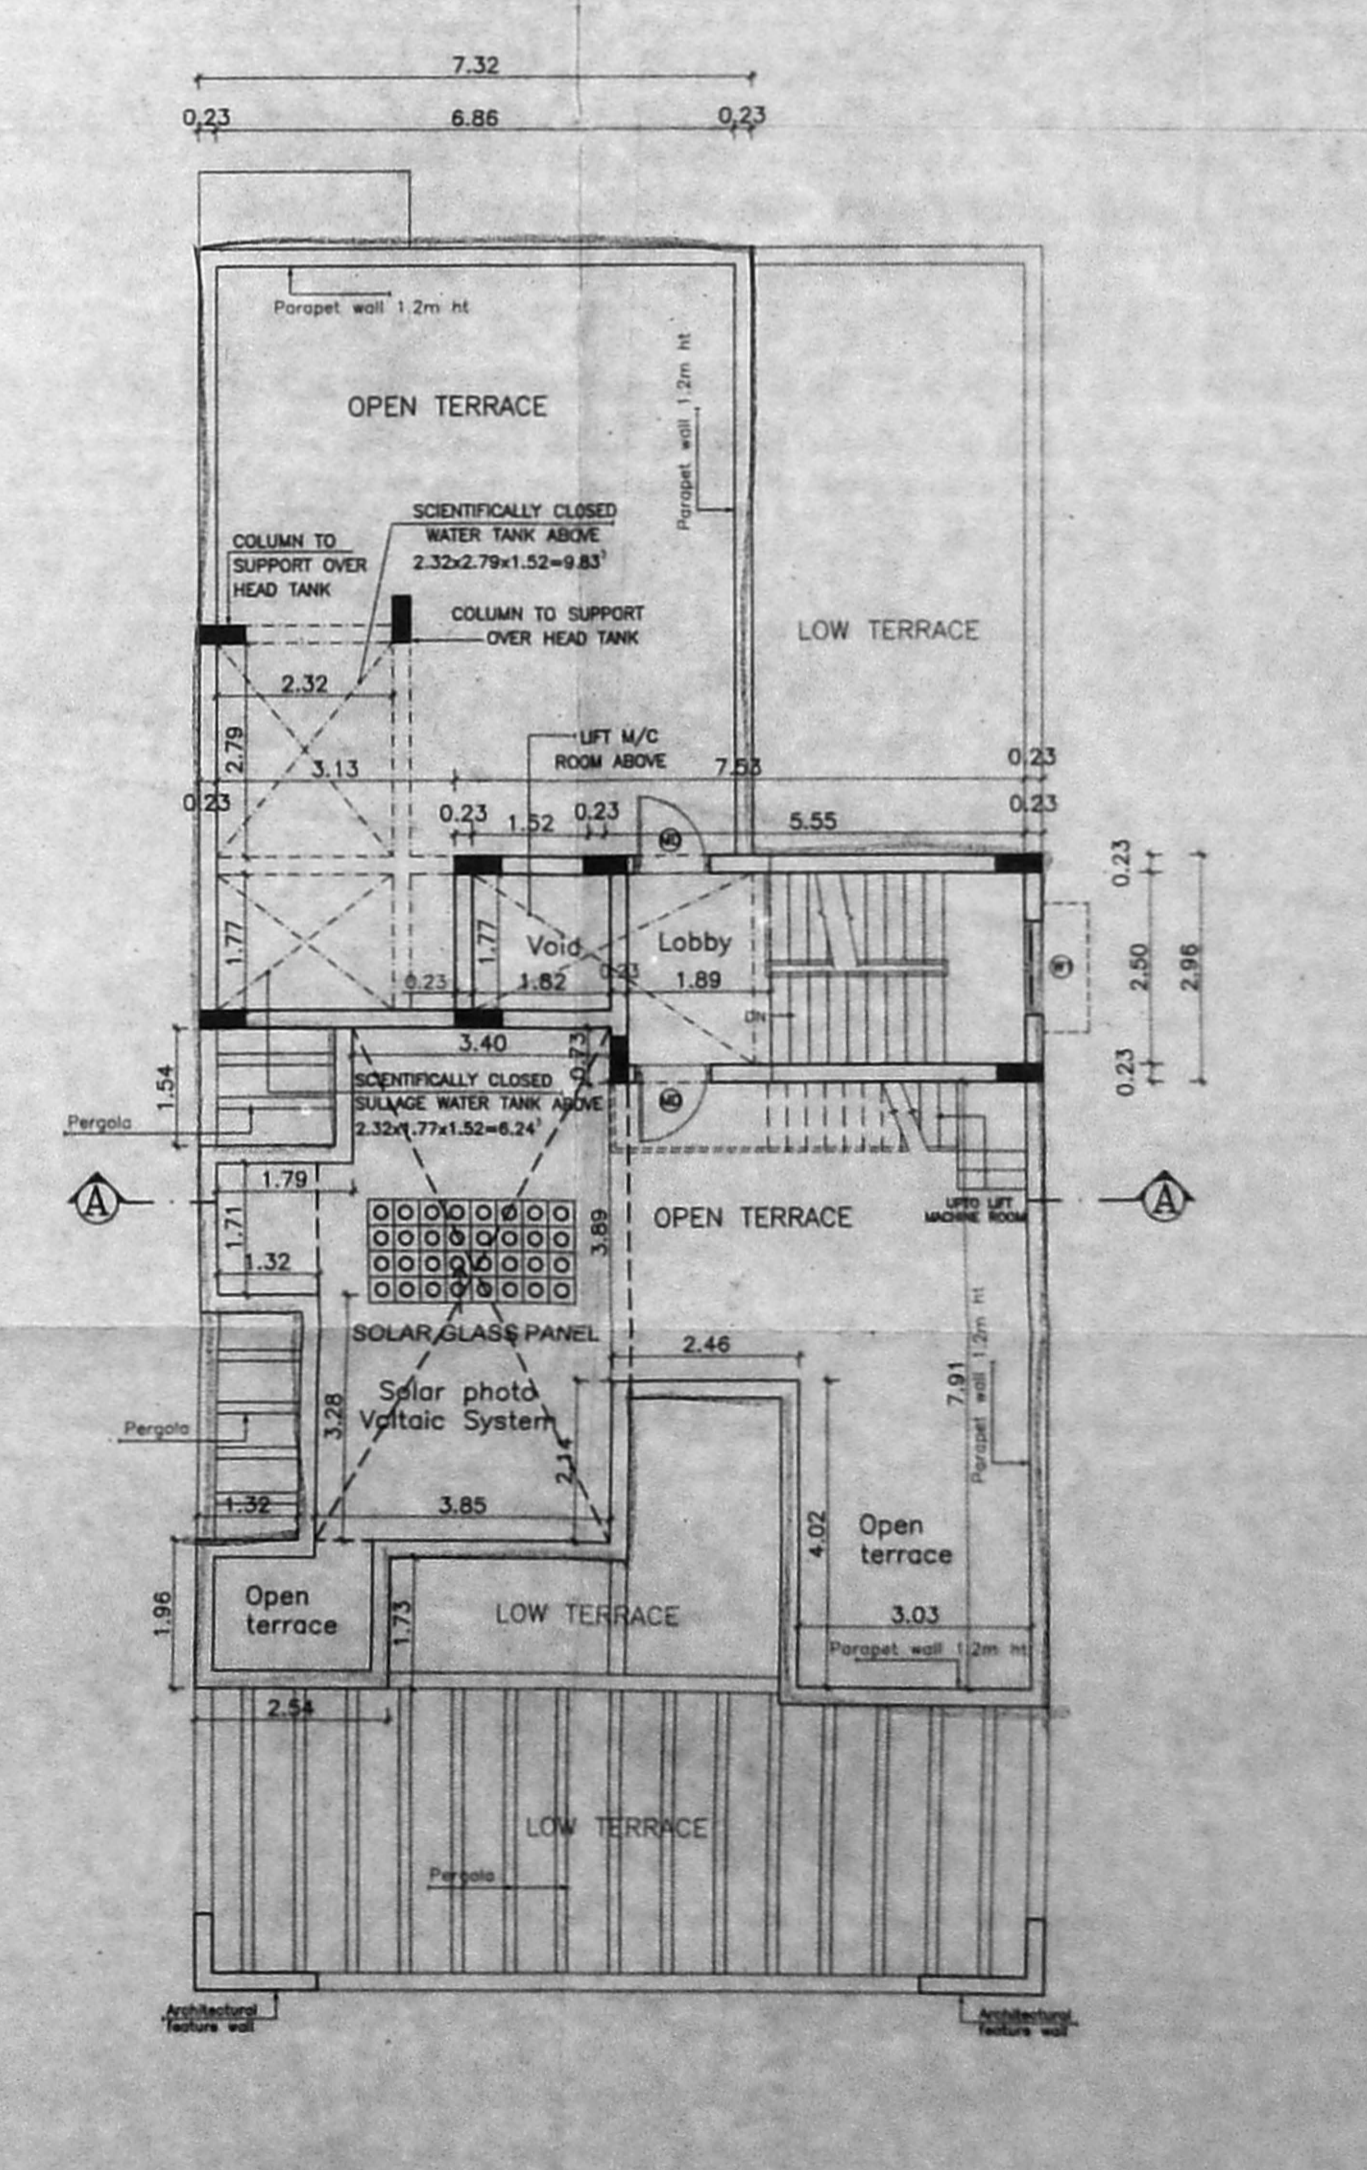 7.32
0.23
6.86
0.23
Parapet wall 1.2m ht
Parapet wall 1.2m ht
OPEN TERRACE
SCIENTIFICALLY CLOSED
WATER TANK ABOVE
2.32x2.79x1.52=9.83³
COLUMN TO
SUPPORT OVER
HEAD TANK
COLUMN TO SUPPORT
OVER HEAD TANK
LOW TERRACE
2.32
2.79
LIFT M/C
ROOM ABOVE
3.13
7.53
0.23
0.23
0.23
1.52
0.23
5.55
0.23
MD
0.23
1.77
1.77
Void
Lobby
0.23
1.82
0.23
1.89
DN
2.50
2.96
0.23
3.40
0.73
1.54
SCIENTIFICALLY CLOSED
SULLAGE WATER TANK ABOVE
2.32x1.77x1.52=6.24³
MD
Pergola
1.79
A
A
1.71
3.89
OPEN TERRACE
UPTO LIFT
MACHINE ROOM
1.32
SOLAR GLASS PANEL
2.46
Parapet wall 1.2m ht
7.91
Solar photo
Voltaic System
3.28
Pergola
2.14
1.32
3.85
4.02
Open
terrace
1.96
Open
terrace
1.73
LOW TERRACE
3.03
Parapet wall 1.2m ht
2.54
LOW TERRACE
Pergola
Architectural
feature wall
Architectural
feature wall